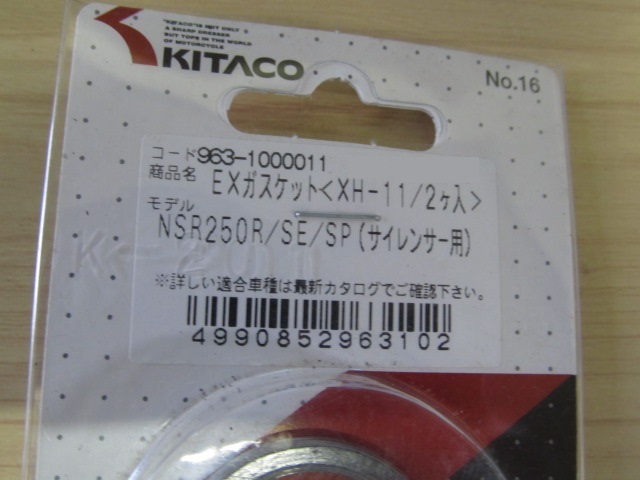 "KITACO" IS NOT ONLY
A SHARP DRESSER
BUT TOPS IN THE WORLD
OF MOTORCYCLE
KITACO
No.16
コード963-1000011
商品名 EXガスケット<XH-11/2ヶ入>
モデル
NSR250R/SE/SP(サイレンサー用)
※詳しい適合車種は最新カタログでご確認下さい。
4990852963102